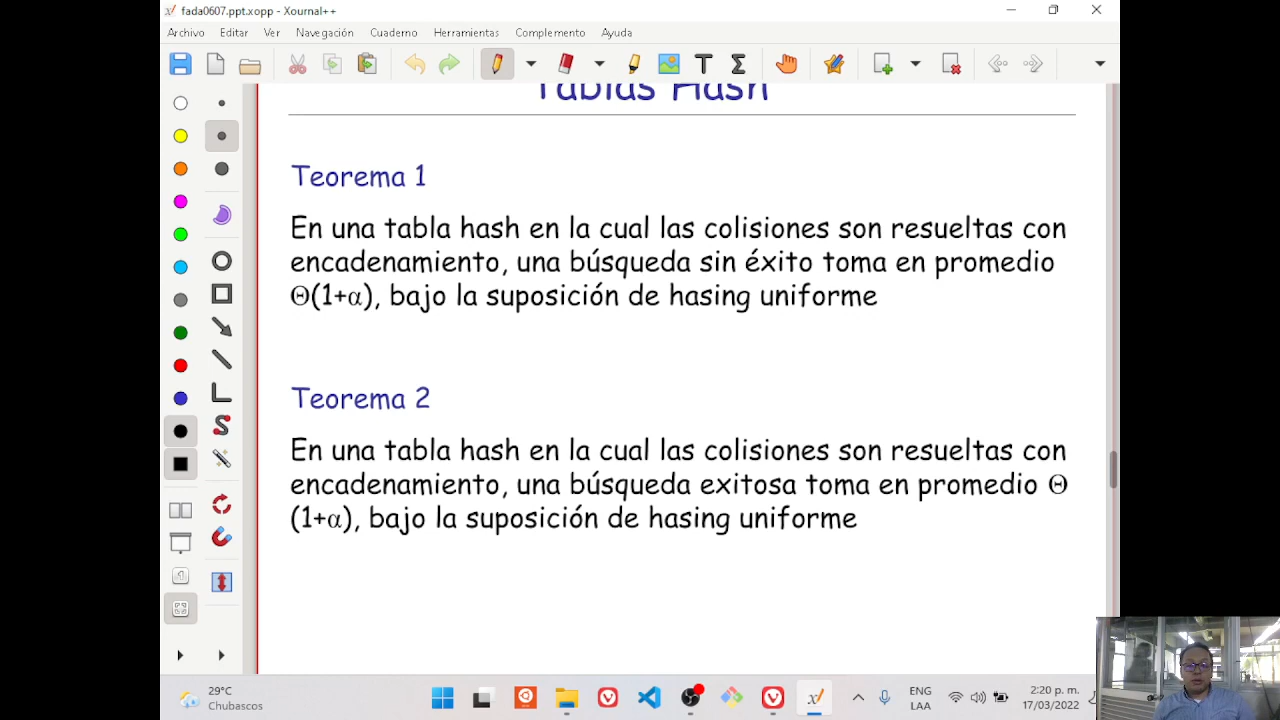 fada0607.ppt.xopp - Xournal++
Archivo Editar Ver Herramientas Navegación Cuaderno Complemento Ayuda
Tablas Hash
Teorema 1
En una tabla hash en la cual las colisiones son resueltas con
encadenamiento, una búsqueda sin éxito toma en promedio
Θ(1+α), bajo la suposición de hasing uniforme
Teorema 2
En una tabla hash en la cual las colisiones son resueltas con
encadenamiento, una búsqueda exitosa toma en promedio Θ
(1+α), bajo la suposición de hasing uniforme
29°C
Chubascos
ENG
LAA
2:20 p. m.
17/03/2022